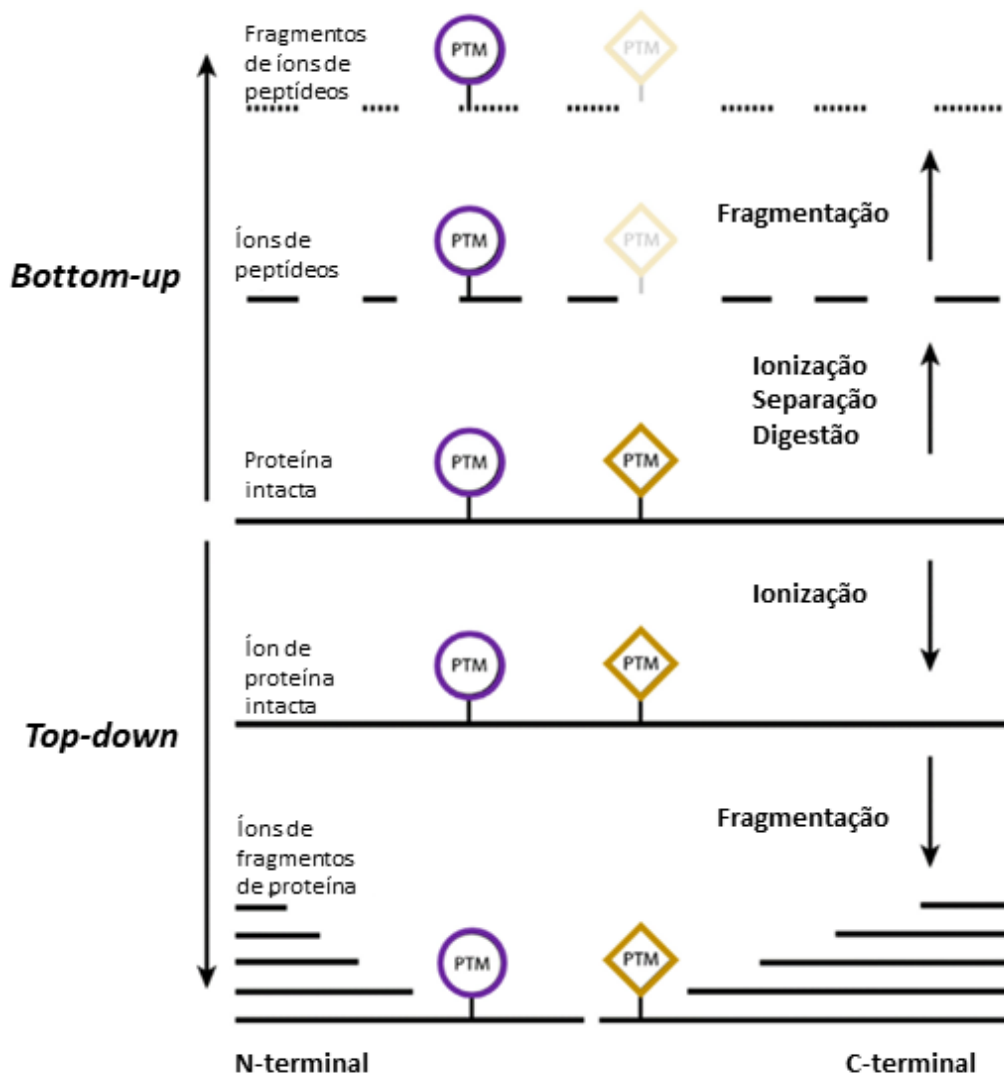 Fragmentos
de íons de
peptídeos
PTM
PTM
Bottom-up
Íons de
peptídeos
PTM
PTM
Fragmentação
Ionização
Separação
Digestão
Proteína
intacta
PTM
PTM
Ionização
Top-down
Íon de
proteína
intacta
PTM
PTM
Fragmentação
Íons de
fragmentos
de proteína
PTM
PTM
N-terminal
C-terminal